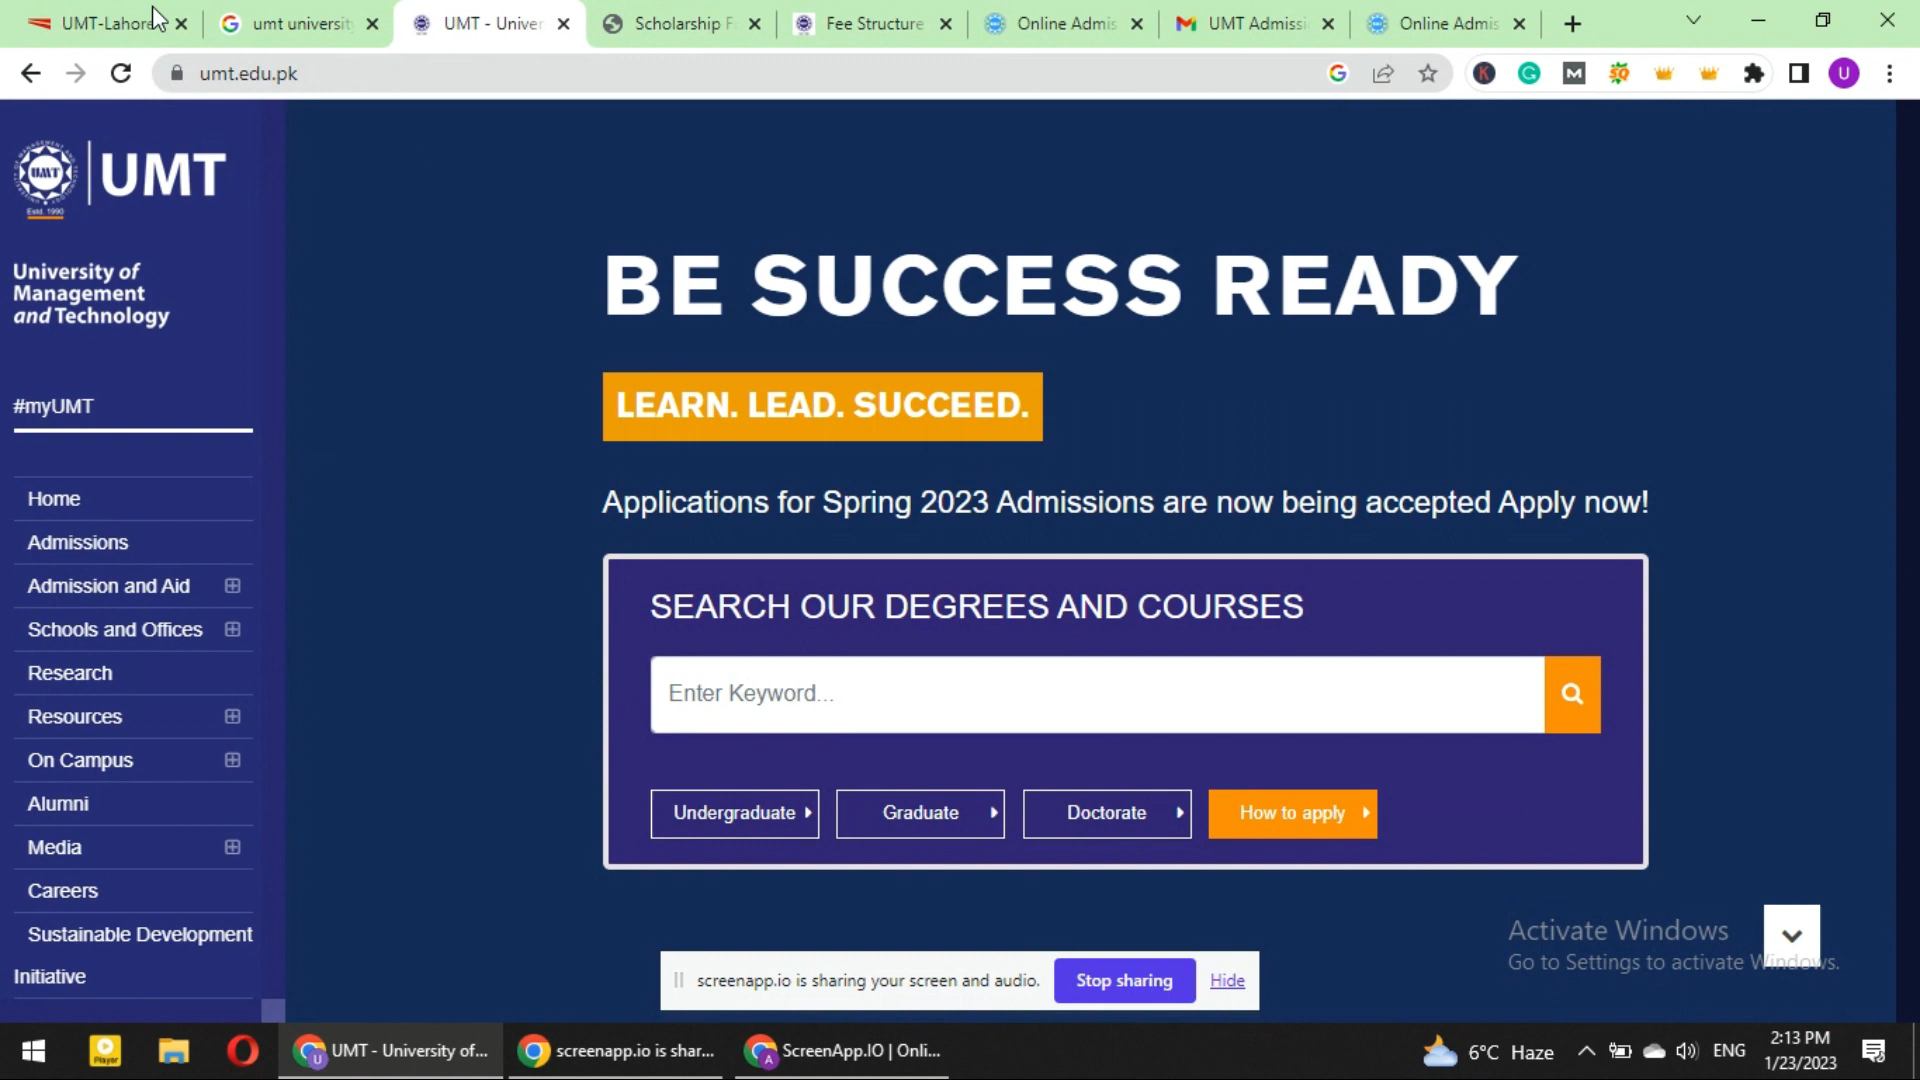 UMT-Lahore
umt university
UMT - Univer
Scholarship F
Fee Structure
Online Admis
UMT Admissi
Online Admis
umt.edu.pk
U
UMT
UMT
Estd. 1990
University of
Management
and Technology
#myUMT
Home
Admissions
Admission and Aid
Schools and Offices
Research
Resources
On Campus
Alumni
Media
Careers
Sustainable Development
Initiative
BE SUCCESS READY
LEARN. LEAD. SUCCEED.
Applications for Spring 2023 Admissions are now being accepted Apply now!
SEARCH OUR DEGREES AND COURSES
Enter Keyword...
Undergraduate
Graduate
Doctorate
How to apply
Activate Windows
Go to Settings to activate Windows.
screenapp.io is sharing your screen and audio.
Stop sharing
Hide
Player
UMT - University of...
screenapp.io is shar...
ScreenApp.IO | Onli...
6°C Haze
ENG
2:13 PM
1/23/2023